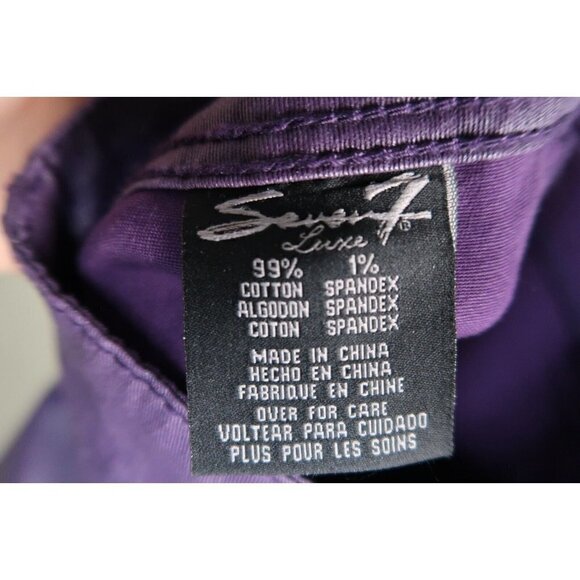 Seven7®
Luxe
99% 1%
COTTON SPANDEX
ALGODON SPANDEX
COTON SPANDEX
MADE IN CHINA
HECHO EN CHINA
FABRIQUE EN CHINE
OVER FOR CARE
VOLTEAR PARA CUIDADO
PLUS POUR LES SOINS